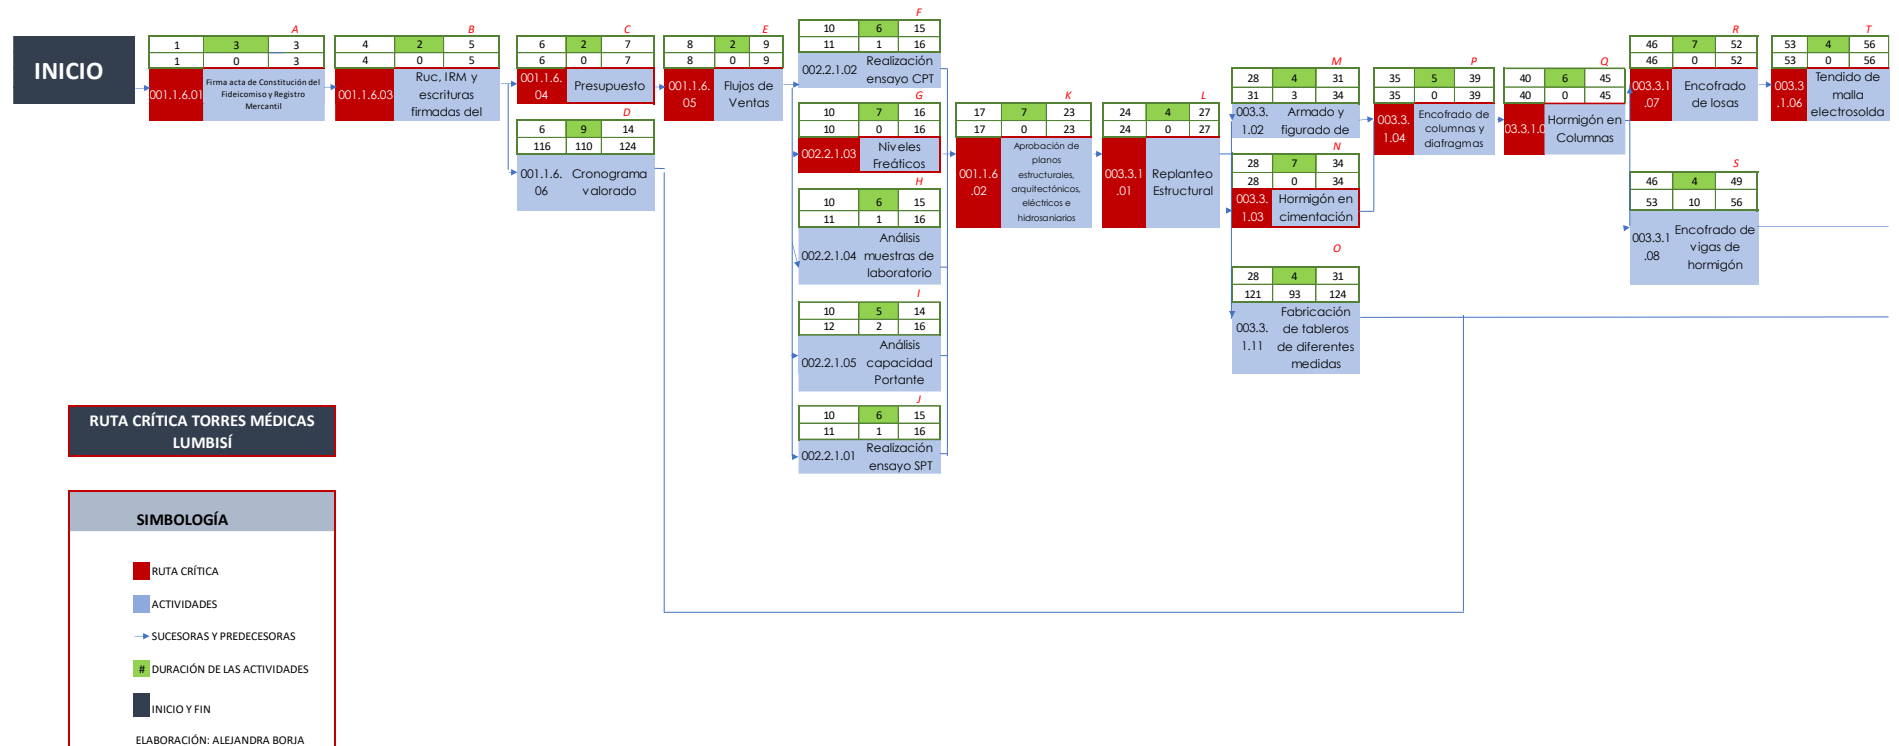 INICIO
A
1 3 3
1 0 3
001.1.6.01
Firma acta de Constitución del
Fideicomiso y Registro
Mercantil
B
4 2 5
4 0 5
001.1.6.03
Ruc, IRM y
escrituras
firmadas del
C
6 2 7
6 0 7
001.1.6.
04
Presupuesto
D
6 9 14
116 110 124
001.1.6.
06
Cronograma
valorado
E
8 2 9
8 0 9
001.1.6.
05
Flujos de
Ventas
F
10 6 15
11 1 16
002.2.1.02
Realización
ensayo CPT
G
10 7 16
10 0 16
002.2.1.03
Niveles
Freáticos
H
10 6 15
11 1 16
002.2.1.04
Análisis
muestras de
laboratorio
I
10 5 14
12 2 16
002.2.1.05
Análisis
capacidad
Portante
J
10 6 15
11 1 16
002.2.1.01
Realización
ensayo SPT
K
17 7 23
17 0 23
001.1.6
.02
Aprobación de
planos
estructurales,
arquitectónicos,
eléctricos e
hidrosaniarios
L
24 4 27
24 0 27
003.3.1
.01
Replanteo
Estructural
M
28 4 31
31 3 34
003.3.
1.02
Armado y
figurado de
N
28 7 34
28 0 34
003.3.
1.03
Hormigón en
cimentación
O
28 4 31
121 93 124
003.3.
1.11
Fabricación
de tableros
de diferentes
medidas
P
35 5 39
35 0 39
003.3.
1.04
Encofrado de
columnas y
diafragmas
Q
40 6 45
40 0 45
003.3.1.0
Hormigón en
Columnas
R
46 7 52
46 0 52
003.3.1
.07
Encofrado
de losas
S
46 4 49
53 10 56
003.3.1
.08
Encofrado de
vigas de
hormigón
T
53 4 56
53 0 56
003.3
.1.06
Tendido de
malla
electrosolda
RUTA CRÍTICA TORRES MÉDICAS
LUMBISÍ
SIMBOLOGÍA
RUTA CRÍTICA
ACTIVIDADES
SUCESORAS Y PREDECESORAS
# DURACIÓN DE LAS ACTIVIDADES
INICIO Y FIN
ELABORACIÓN: ALEJANDRA BORJA